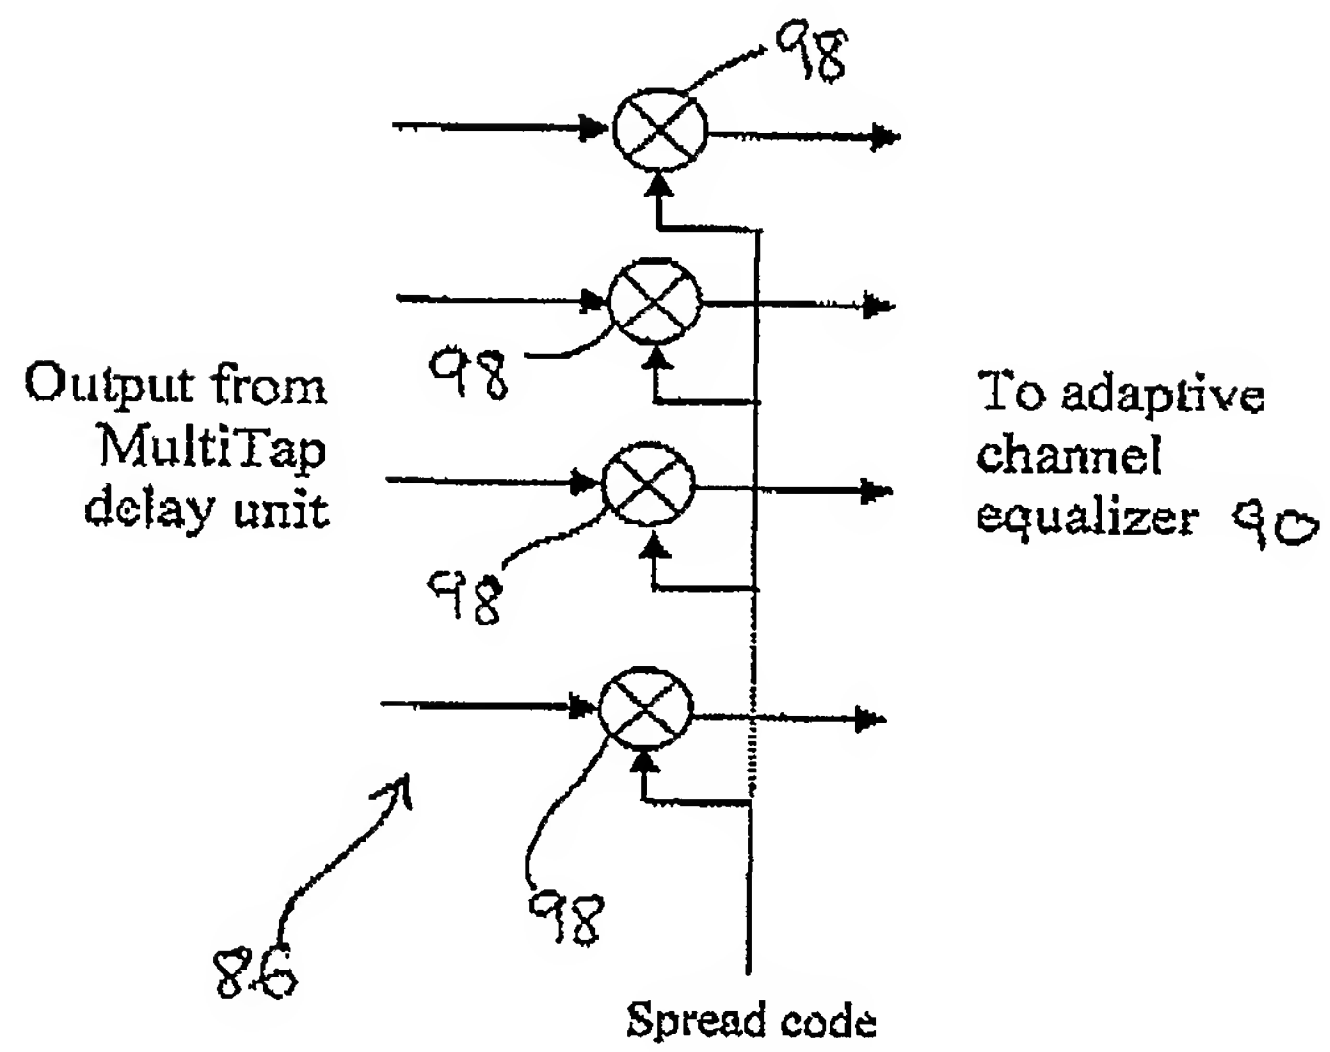 98
98
Output from
MultiTap
delay unit
To adaptive
channel
equalizer 90
98
98
86
Spread code